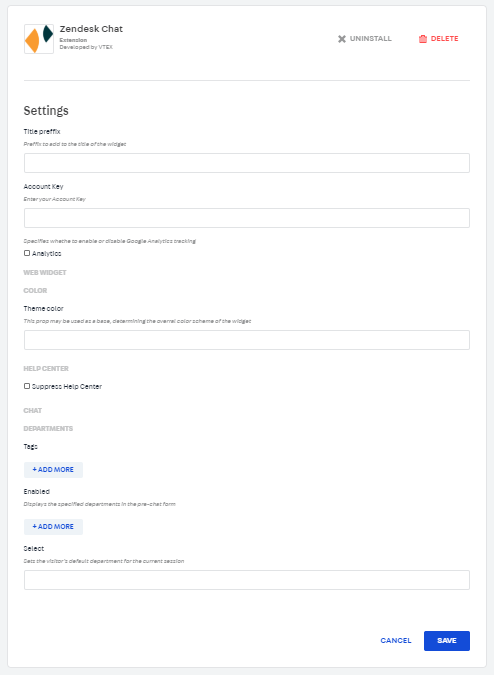 Zendesk Chat
Extension
Developed by VTEX
UNINSTALL
DELETE
Settings
Title preffix
Preffix to add to the title of the widget
Account Key
Enter your Account Key
Specifies whethe to enable or disable Google Analytics tracking
Analytics
WEB WIDGET
COLOR
Theme color
This prop may be used as a base, determining the overral color scheme of the widget
HELP CENTER
Suppress Help Center
CHAT
DEPARTMENTS
Tags
+ ADD MORE
Enabled
Displays the specified departments in the pre-chat form
+ ADD MORE
Select
Sets the visitor's default department for the current session
CANCEL
SAVE